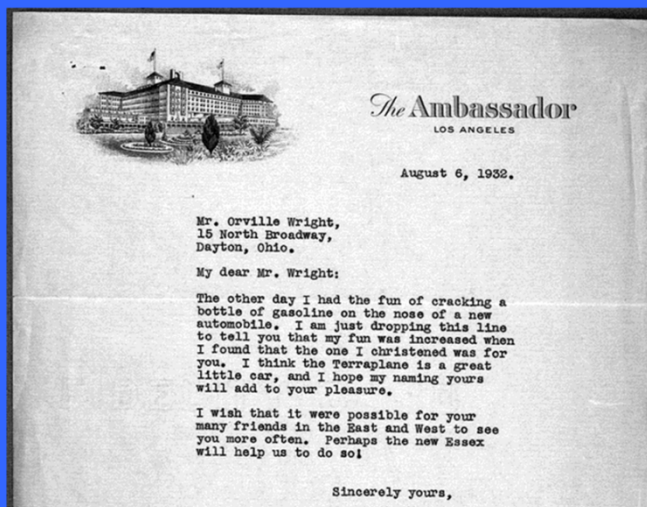 The Ambassador
LOS ANGELES
August 6, 1932.
Mr. Orville Wright,
15 North Broadway,
Dayton, Ohio.
My dear Mr. Wright:
The other day I had the fun of cracking a
bottle of gasoline on the nose of a new
automobile. I am just dropping this line
to tell you that my fun was increased when
I found that the one I christened was for
you. I think the Terraplane is a great
little car, and I hope my naming yours
will add to your pleasure.
I wish that it were possible for your
many friends in the East and West to see
you more often. Perhaps the new Essex
will help us to do so!
Sincerely yours,